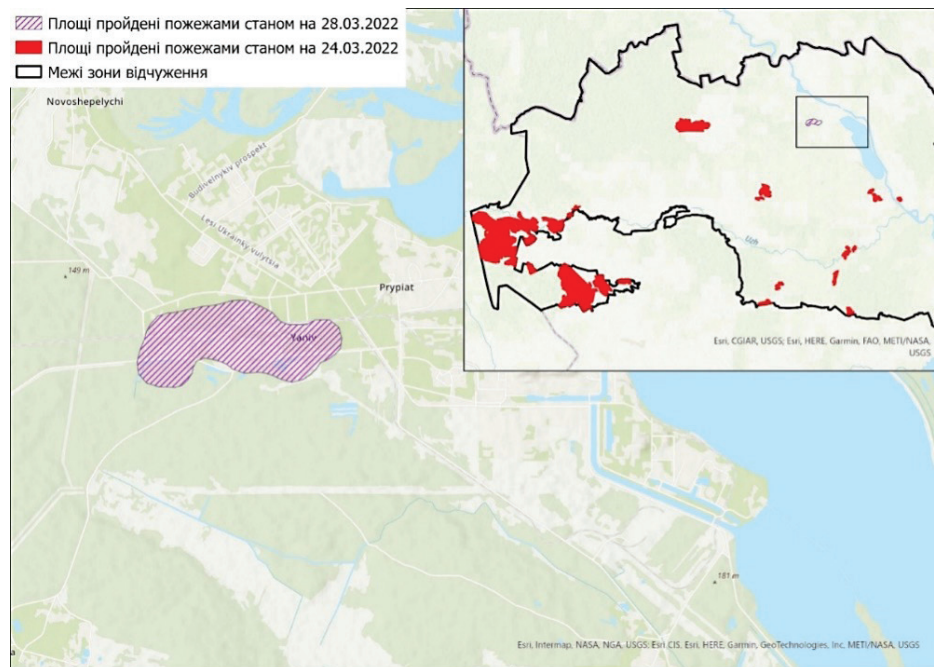 Площі пройдені пожежами станом на 28.03.2022
Площі пройдені пожежами станом на 24.03.2022
Межі зони відчуження
Novoshepelychi
Budivelnykiv prospekt
Lesi Ukrainky vulytsia
149 m
Prypiat
Yaniv
Uzh
Esri, CGIAR, USGS; Esri, HERE, Garmin, FAO, METI/NASA,
USGS
181 m
a
Esri, Intermap, NASA, NGA, USGS; Esri CIS, Esri, HERE, Garmin, GeoTechnologies, Inc, METI/NASA, USGS